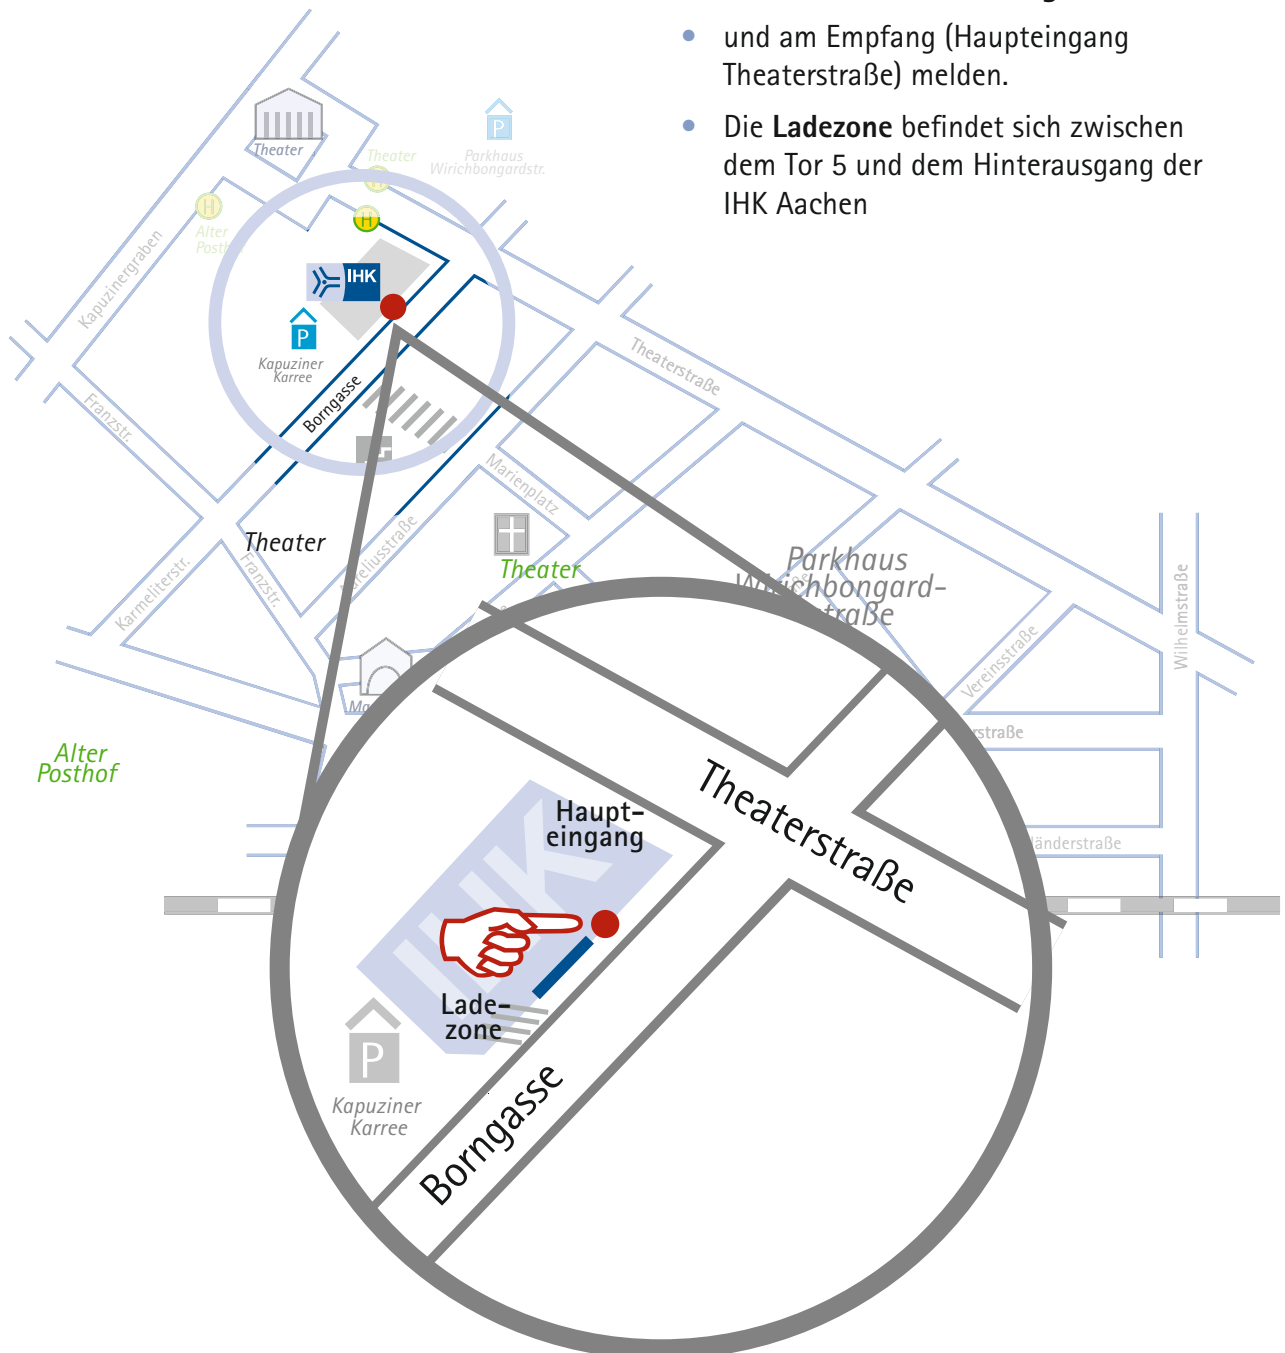 und am Empfang (Haupteingang
Theaterstraße) melden.
Die Ladezone befindet sich zwischen
dem Tor 5 und dem Hinterausgang der
IHK Aachen
Theater
Theater
Parkhaus
Wirichbongardstr.
P
H
H
H
Alter
Kapuzinergraben
IHK
P
Kapuziner
Karree
Theaterstraße
Borngasse
Franzstr.
Marienplatz
Theater
Franzstr.
Karmeliterstr.
Theater
Parkhaus
Wirichbongard-
straße
Wilhelmstraße
Vereinsstraße
Alter
Posthof
Theaterstraße
Haupt-
eingang
IHK
Lade-
zone
P
Kapuziner
Karree
Borngasse